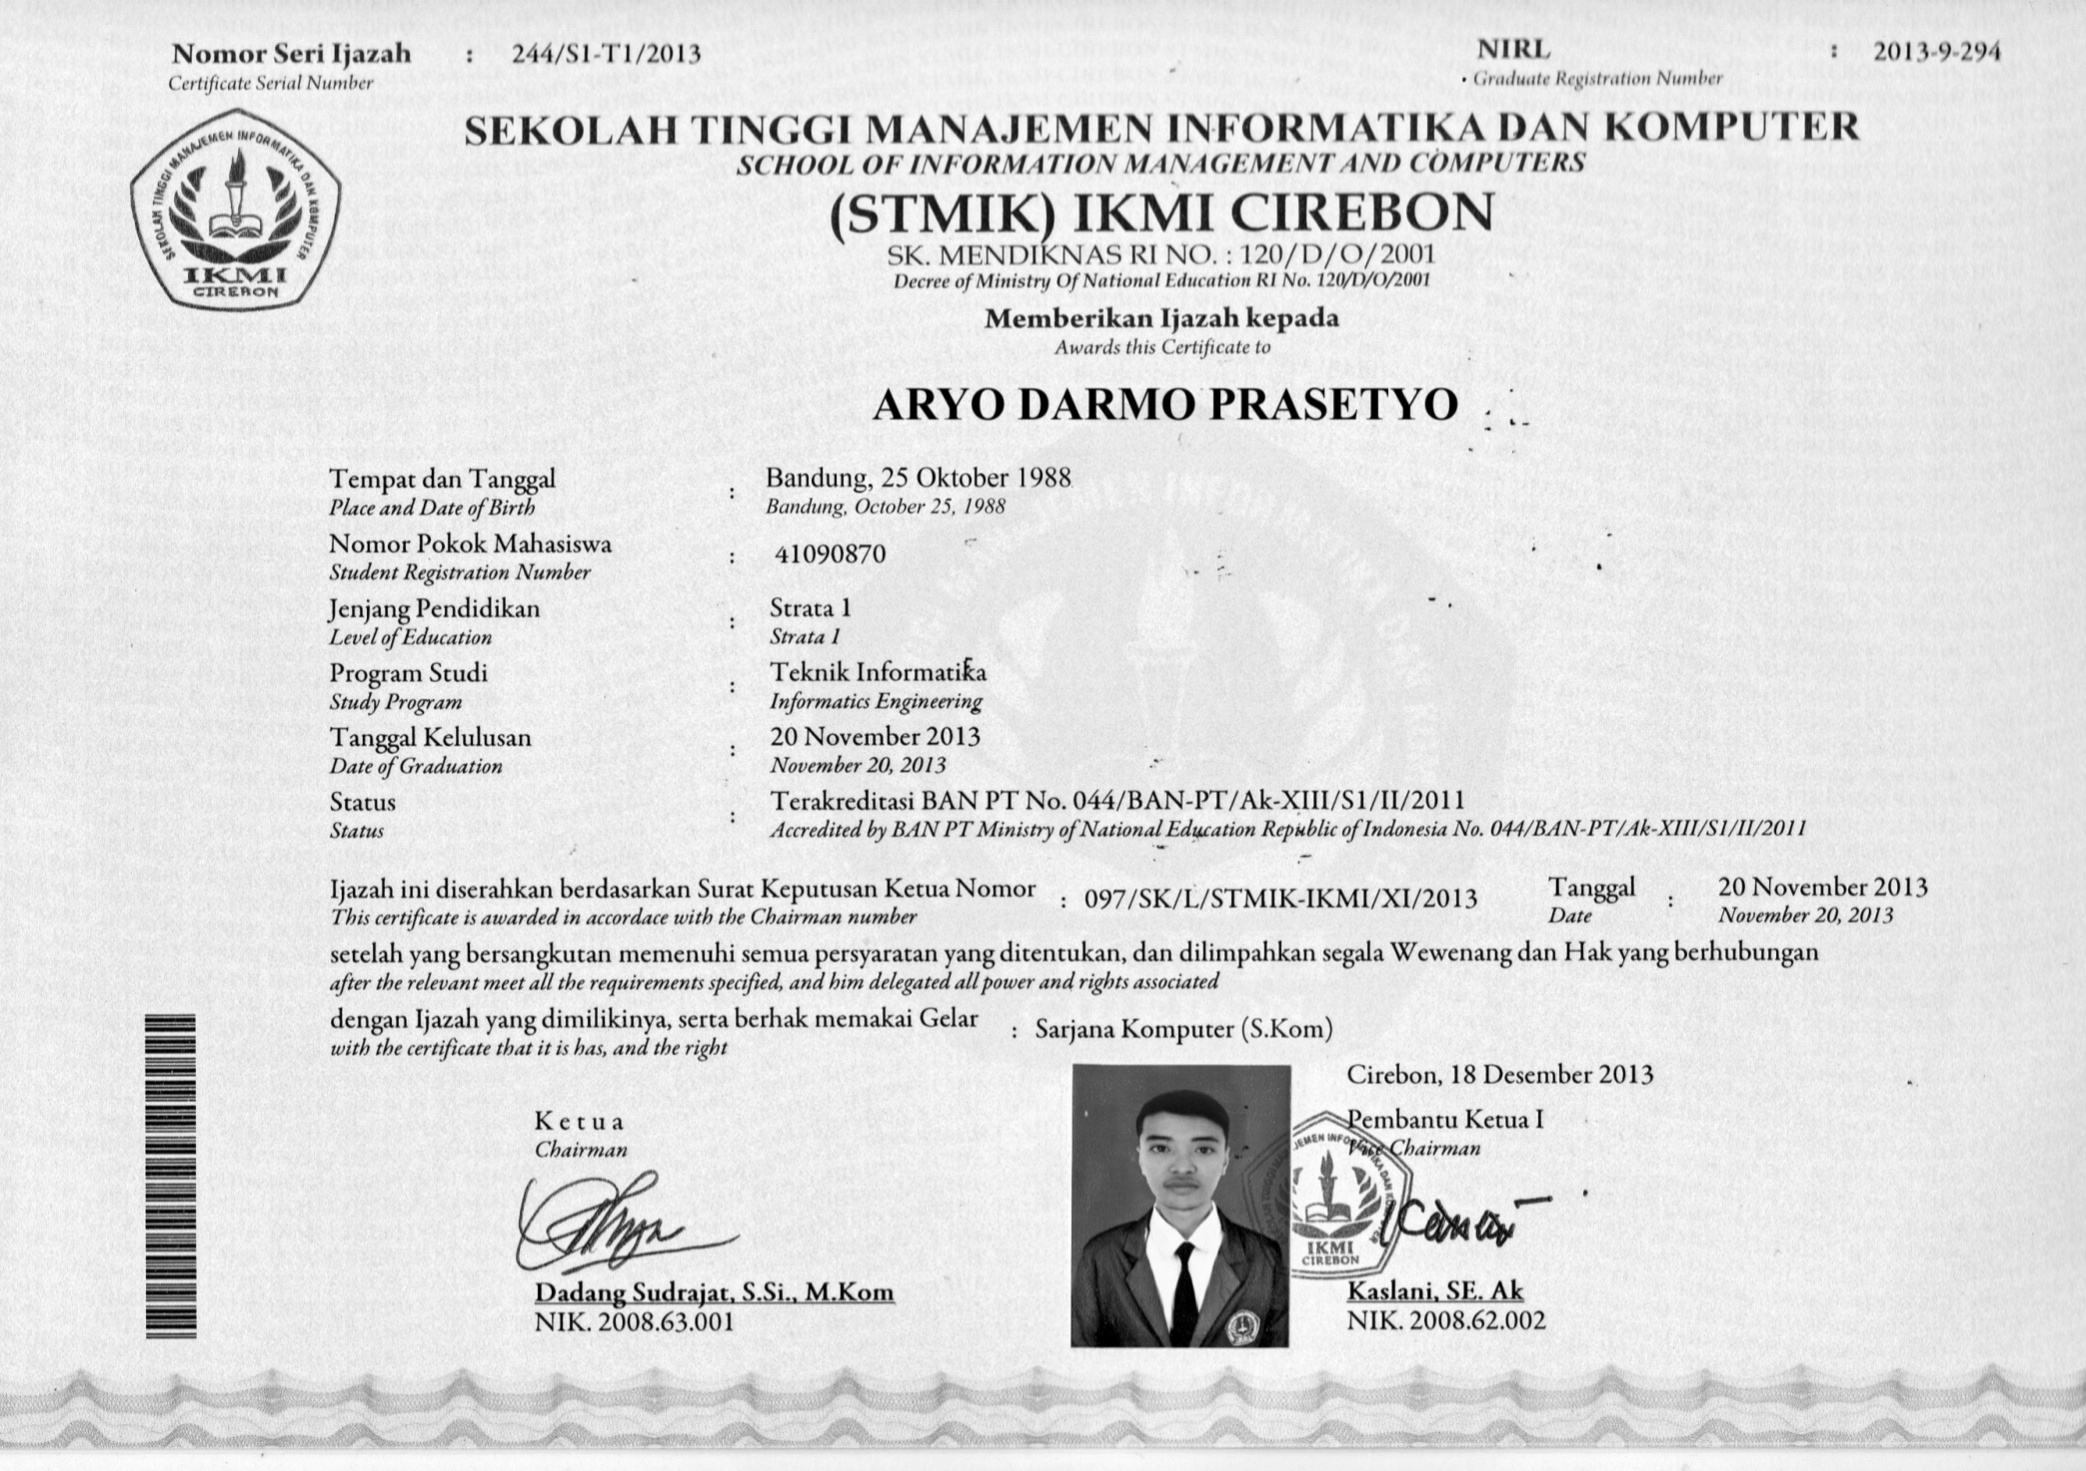 Nomor Seri Ijazah : 244/S1-T1/2013
Certificate Serial Number
NIRL : 2013-9-294
Graduate Registration Number
SEKOLAH TINGGI MANAJEMEN INFORMATIKA DAN KOMPUTER
IKMI
CIREBON
SEKOLAH TINGGI MANAJEMEN INFORMATIKA DAN KOMPUTER
SCHOOL OF INFORMATION MANAGEMENT AND COMPUTERS
(STMIK) IKMI CIREBON
SK. MENDIKNAS RI NO. : 120/D/O/2001
Decree of Ministry Of National Education RI No. 120/D/O/2001
Memberikan Ijazah kepada
Awards this Certificate to
ARYO DARMO PRASETYO
Tempat dan Tanggal : Bandung, 25 Oktober 1988
Place and Date of Birth Bandung, October 25, 1988
Nomor Pokok Mahasiswa : 41090870
Student Registration Number
Jenjang Pendidikan : Strata 1
Level of Education Strata 1
Program Studi : Teknik Informatika
Study Program Informatics Engineering
Tanggal Kelulusan : 20 November 2013
Date of Graduation November 20, 2013
Status : Terakreditasi BAN PT No. 044/BAN-PT/Ak-XIII/S1/II/2011
Status Accredited by BAN PT Ministry of National Education Republic of Indonesia No. 044/BAN-PT/Ak-XIII/S1/II/2011
Ijazah ini diserahkan berdasarkan Surat Keputusan Ketua Nomor : 097/SK/L/STMIK-IKMI/XI/2013 Tanggal : 20 November 2013
This certificate is awarded in accordace with the Chairman number Date November 20, 2013
setelah yang bersangkutan memenuhi semua persyaratan yang ditentukan, dan dilimpahkan segala Wewenang dan Hak yang berhubungan
after the relevant meet all the requirements specified, and him delegated all power and rights associated
dengan Ijazah yang dimilikinya, serta berhak memakai Gelar : Sarjana Komputer (S.Kom)
with the certificate that it is has, and the right
Cirebon, 18 Desember 2013
Ketua
Chairman
Pembantu Ketua I
Vice Chairman
IKMI
CIREBON
Dadang Sudrajat, S.Si., M.Kom
NIK. 2008.63.001
Kaslani, SE. Ak
NIK. 2008.62.002